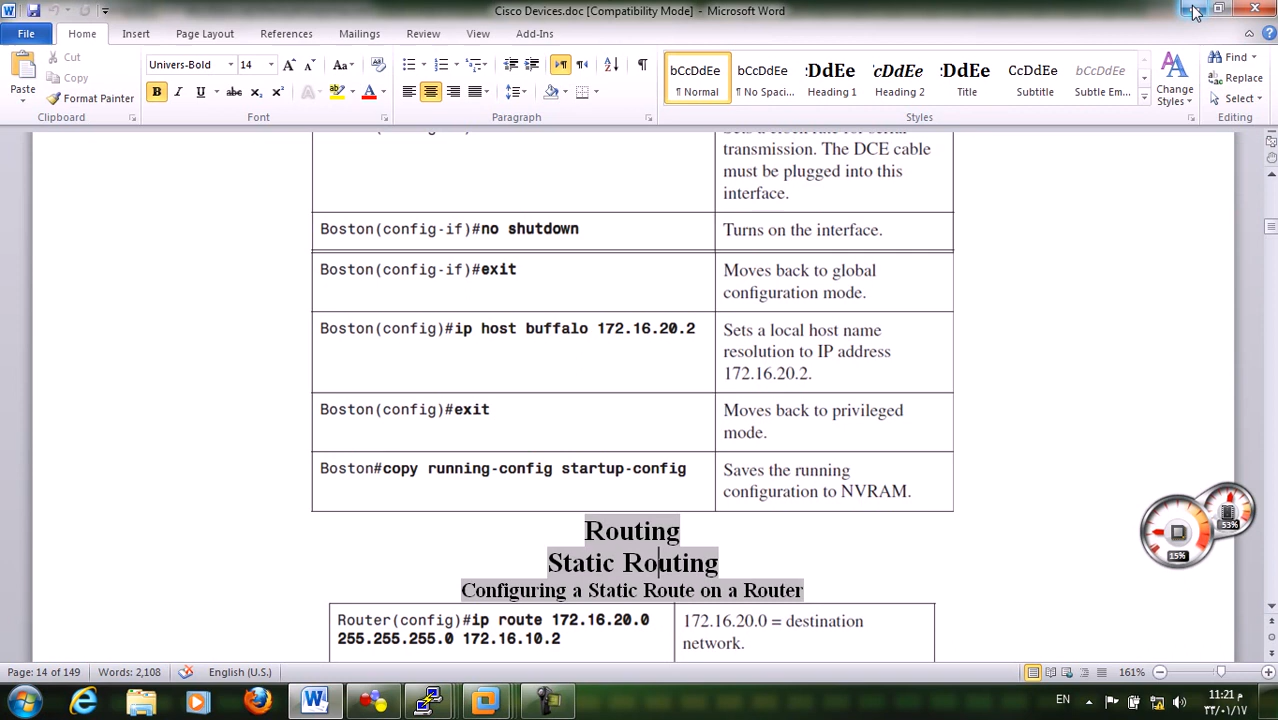 Cisco Devices.doc [Compatibility Mode] - Microsoft Word
File Home Insert Page Layout References Mailings Review View Add-Ins
Paste
Cut
Copy
Format Painter
Clipboard
Univers-Bold 14
Font
Paragraph
bCcDdEe ¶ Normal
bCcDdEe ¶ No Spaci...
:DdEe Heading 1
:cDdEe Heading 2
:DdEe Title
CcDdEe Subtitle
bCcDdEe Subtle Em...
Change Styles
Styles
Find
Replace
Select
Editing
transmission. The DCE cable
must be plugged into this
interface.
Boston(config-if)#no shutdown
Turns on the interface.
Boston(config-if)#exit
Moves back to global
configuration mode.
Boston(config)#ip host buffalo 172.16.20.2
Sets a local host name
resolution to IP address
172.16.20.2.
Boston(config)#exit
Moves back to privileged
mode.
Boston#copy running-config startup-config
Saves the running
configuration to NVRAM.
Routing
Static Routing
Configuring a Static Route on a Router
Router(config)#ip route 172.16.20.0
255.255.255.0 172.16.10.2
172.16.20.0 = destination
network.
53%
15%
Page: 14 of 149 Words: 2,108 English (U.S.) 161%
EN
11:21 م
٣٣/٠١/١٧